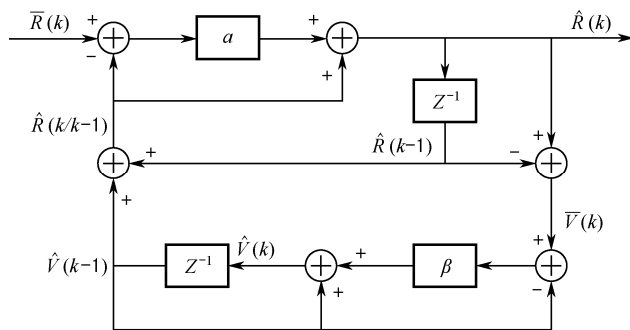 R̅(k) + a + R̂(k)
− +
Z⁻¹
R̂(k/k−1) R̂(k−1) +
+ −
+ V̅(k)
V̂(k−1) Z⁻¹ V̂(k) + β +
+ −